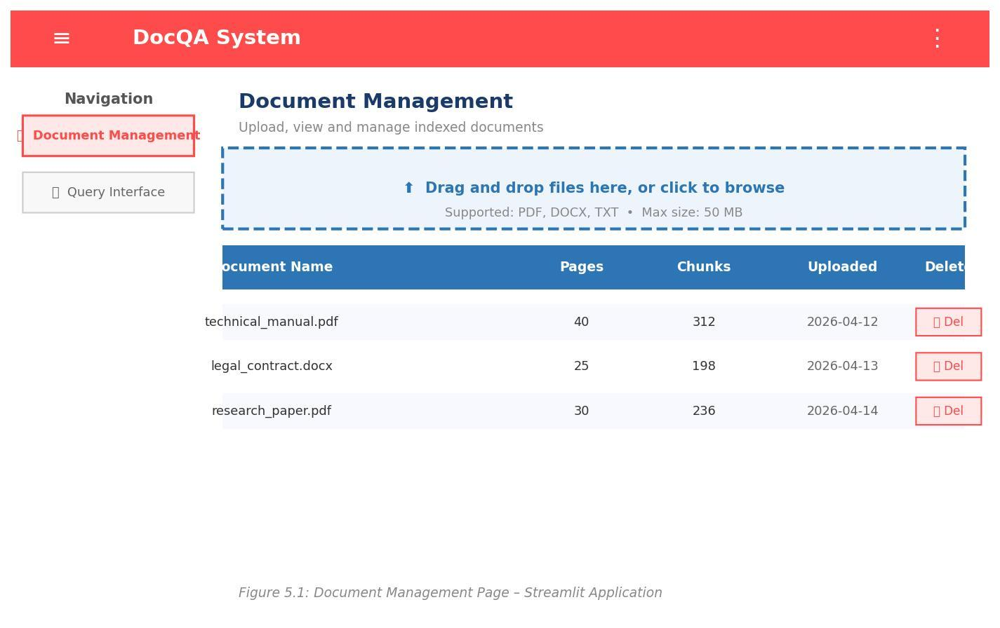 ≡ DocQA System ⋮
Navigation
Document Management
Query Interface
Document Management
Upload, view and manage indexed documents
⬆ Drag and drop files here, or click to browse
Supported: PDF, DOCX, TXT • Max size: 50 MB
ocument Name Pages Chunks Uploaded Delete
technical_manual.pdf 40 312 2026-04-12 Del
legal_contract.docx 25 198 2026-04-13 Del
research_paper.pdf 30 236 2026-04-14 Del
Figure 5.1: Document Management Page – Streamlit Application